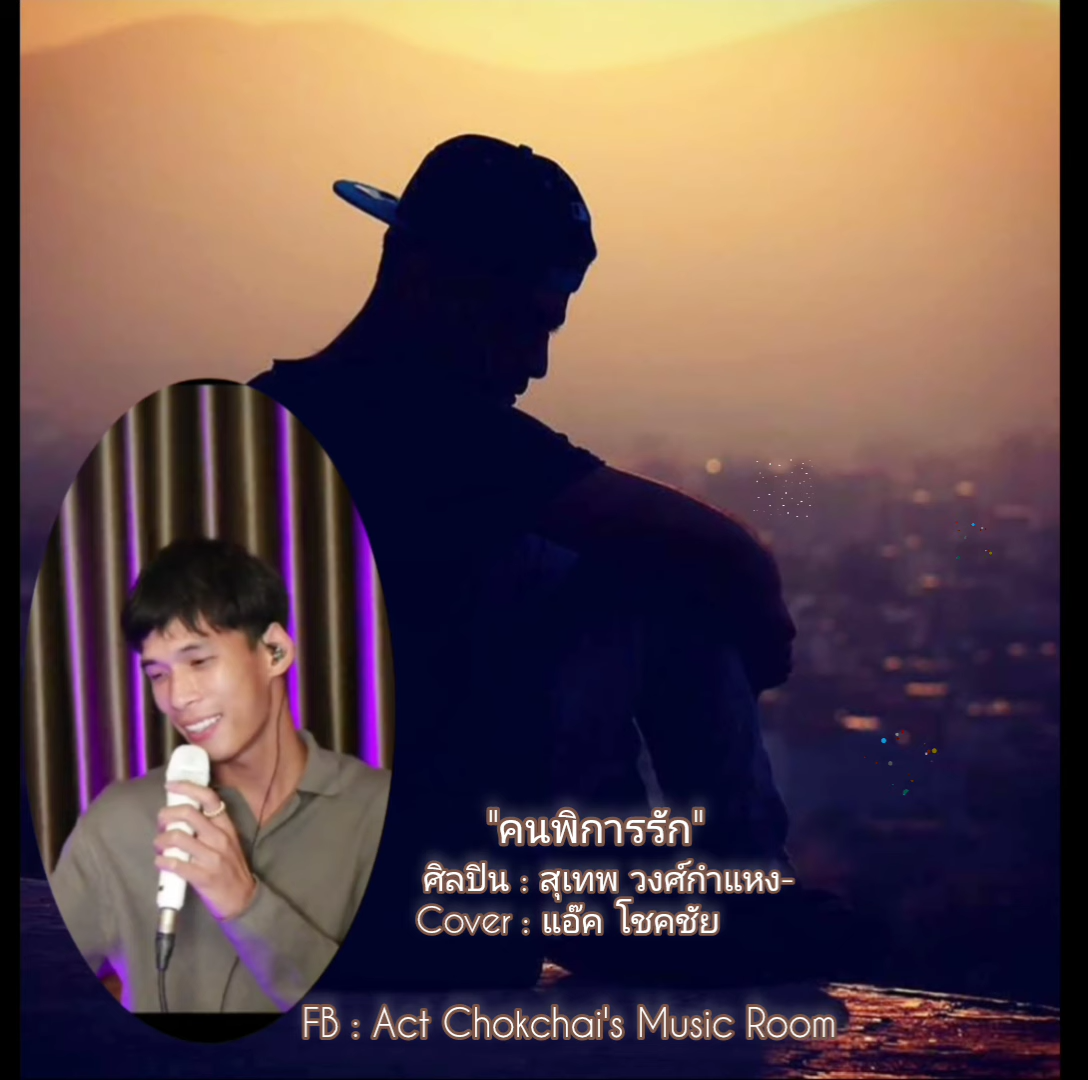 "คนพิการรัก"
ศิลปิน : สุเทพ วงศ์กำแหง-
Cover : แอ๊ค โชคชัย
FB : Act Chokchai's Music Room